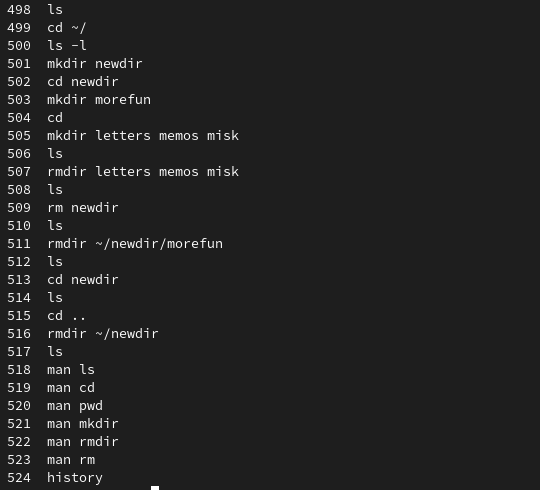 498  ls
499  cd ~/
500  ls -l
501  mkdir newdir
502  cd newdir
503  mkdir morefun
504  cd
505  mkdir letters memos misk
506  ls
507  rmdir letters memos misk
508  ls
509  rm newdir
510  ls
511  rmdir ~/newdir/morefun
512  ls
513  cd newdir
514  ls
515  cd ..
516  rmdir ~/newdir
517  ls
518  man ls
519  man cd
520  man pwd
521  man mkdir
522  man rmdir
523  man rm
524  history